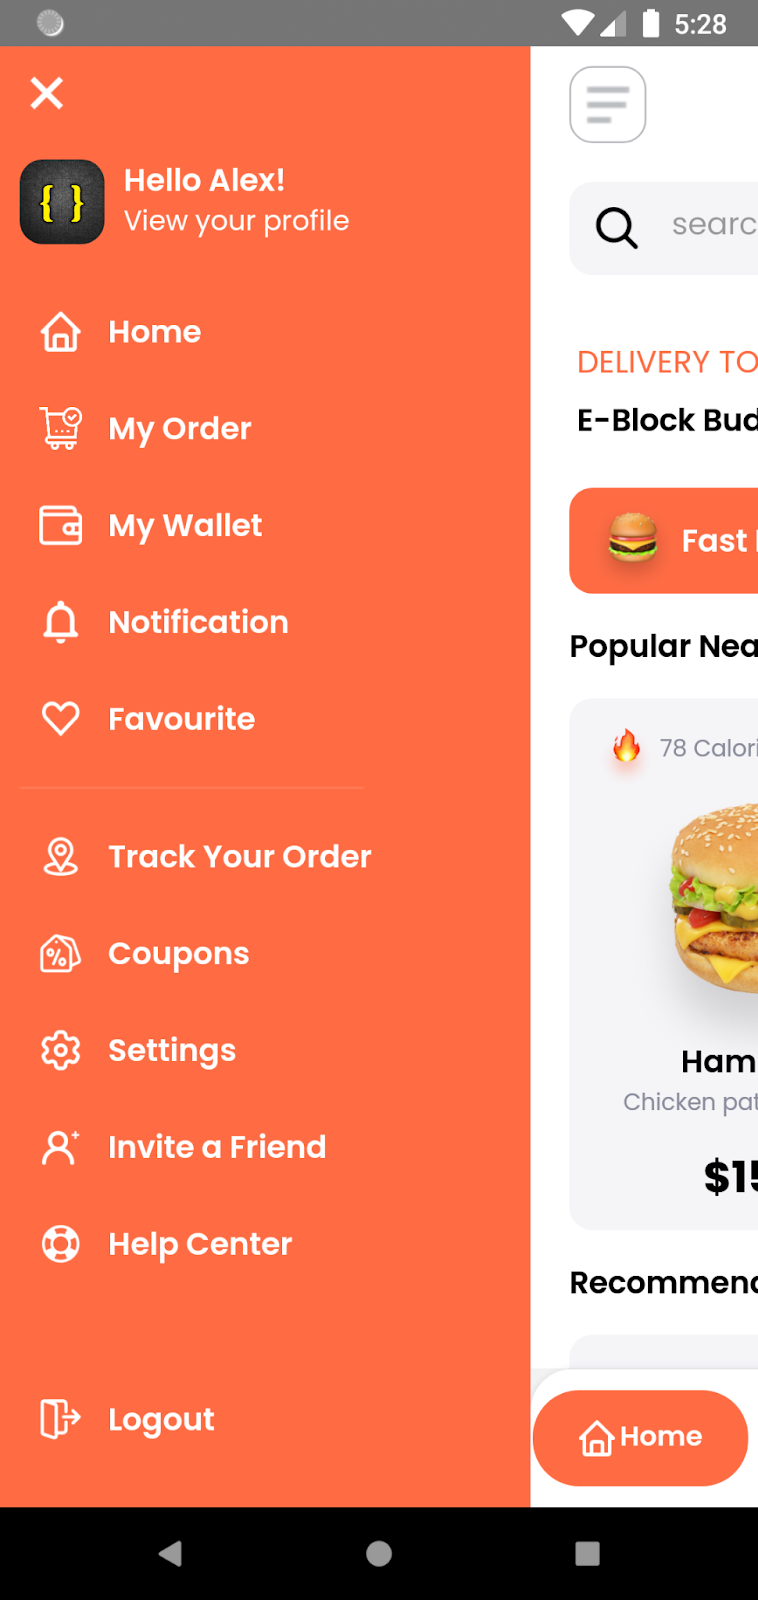 5:28
Hello Alex!
View your profile
{ }
Home
My Order
My Wallet
Notification
Favourite
Track Your Order
Coupons
%
Settings
Invite a Friend
Help Center
Logout
searc
DELIVERY TO
E-Block Bud
Fast
Popular Nea
78 Calori
Ham
Chicken pat
$15
Recommend
Home